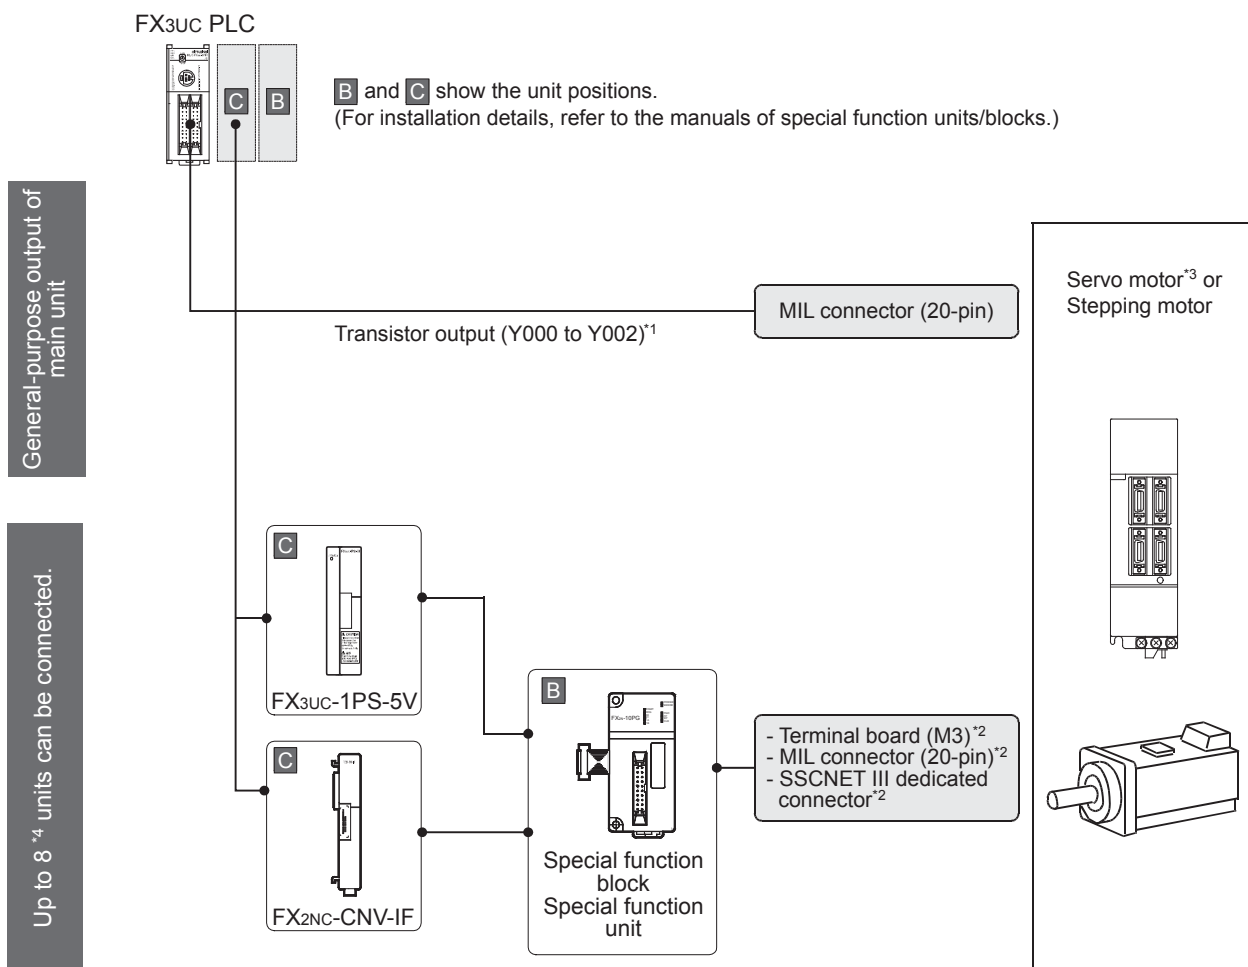 FX3UC PLC
C
B
B and C show the unit positions.
(For installation details, refer to the manuals of special function units/blocks.)
General-purpose output of
main unit
Transistor output (Y000 to Y002)*1
MIL connector (20-pin)
Servo motor*3 or
Stepping motor
Up to 8 *4 units can be connected.
C
FX3UC-1PS-5V
C
FX2NC-CNV-IF
B
FX2N-10PG
Special function
block
Special function
unit
- Terminal board (M3)*2
- MIL connector (20-pin)*2
- SSCNET III dedicated
connector*2